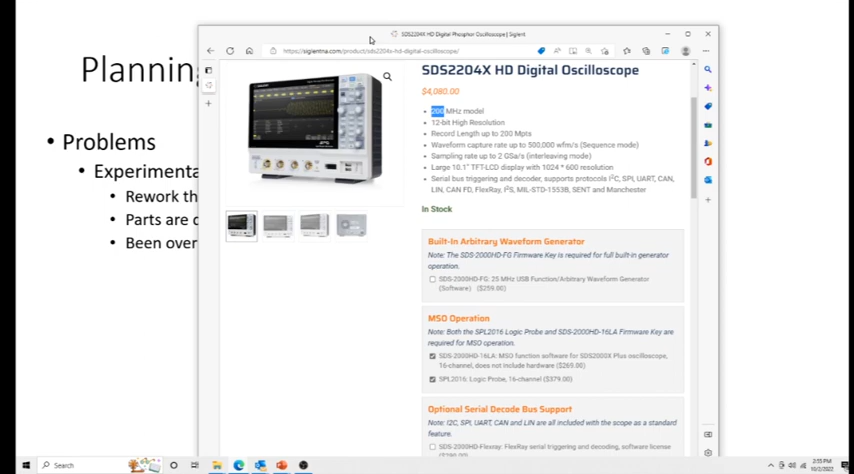 SDS2204X HD Digital Phosphor Oscilloscope | Siglent
https://siglentna.com/product/sds2204x-hd-digital-oscilloscope/
Planning
• Problems
• Experimenta
• Rework th
• Parts are
• Been over
SDS2204X HD Digital Oscilloscope
$4,080.00
• 200 MHz model
• 12-bit High Resolution
• Record Length up to 200 Mpts
• Waveform capture rate up to 500,000 wfm/s (Sequence mode)
• Sampling rate up to 2 GSa/s (interleaving mode)
• Large 10.1" TFT-LCD display with 1024 * 600 resolution
• Serial bus triggering and decoder, supports protocols I²C, SPI, UART, CAN,
LIN, CAN FD, FlexRay, I²S, MIL-STD-1553B, SENT and Manchester
In Stock
Built-In Arbitrary Waveform Generator
Note: The SDS-2000HD-FG Firmware Key is required for full built-in generator
operation.
SDS-2000HD-FG: 25 MHz USB Function/Arbitrary Waveform Generator
(Software) ($259.00)
MSO Operation
Note: Both the SPL2016 Logic Probe and SDS-2000HD-16LA Firmware Key are
required for MSO operation.
SDS-2000HD-16LA: MSO function software for SDS2000X Plus oscilloscope,
16-channel, does not include hardware ($269.00)
SPL2016: Logic Probe, 16-channel ($379.00)
Optional Serial Decode Bus Support
Note: I2C, SPI, UART, CAN and LIN are all included with the scope as a standard
feature.
SDS-2000HD-Flexray: FlexRay serial triggering and decoding, software license
Search
2:55 PM
10/2/2022